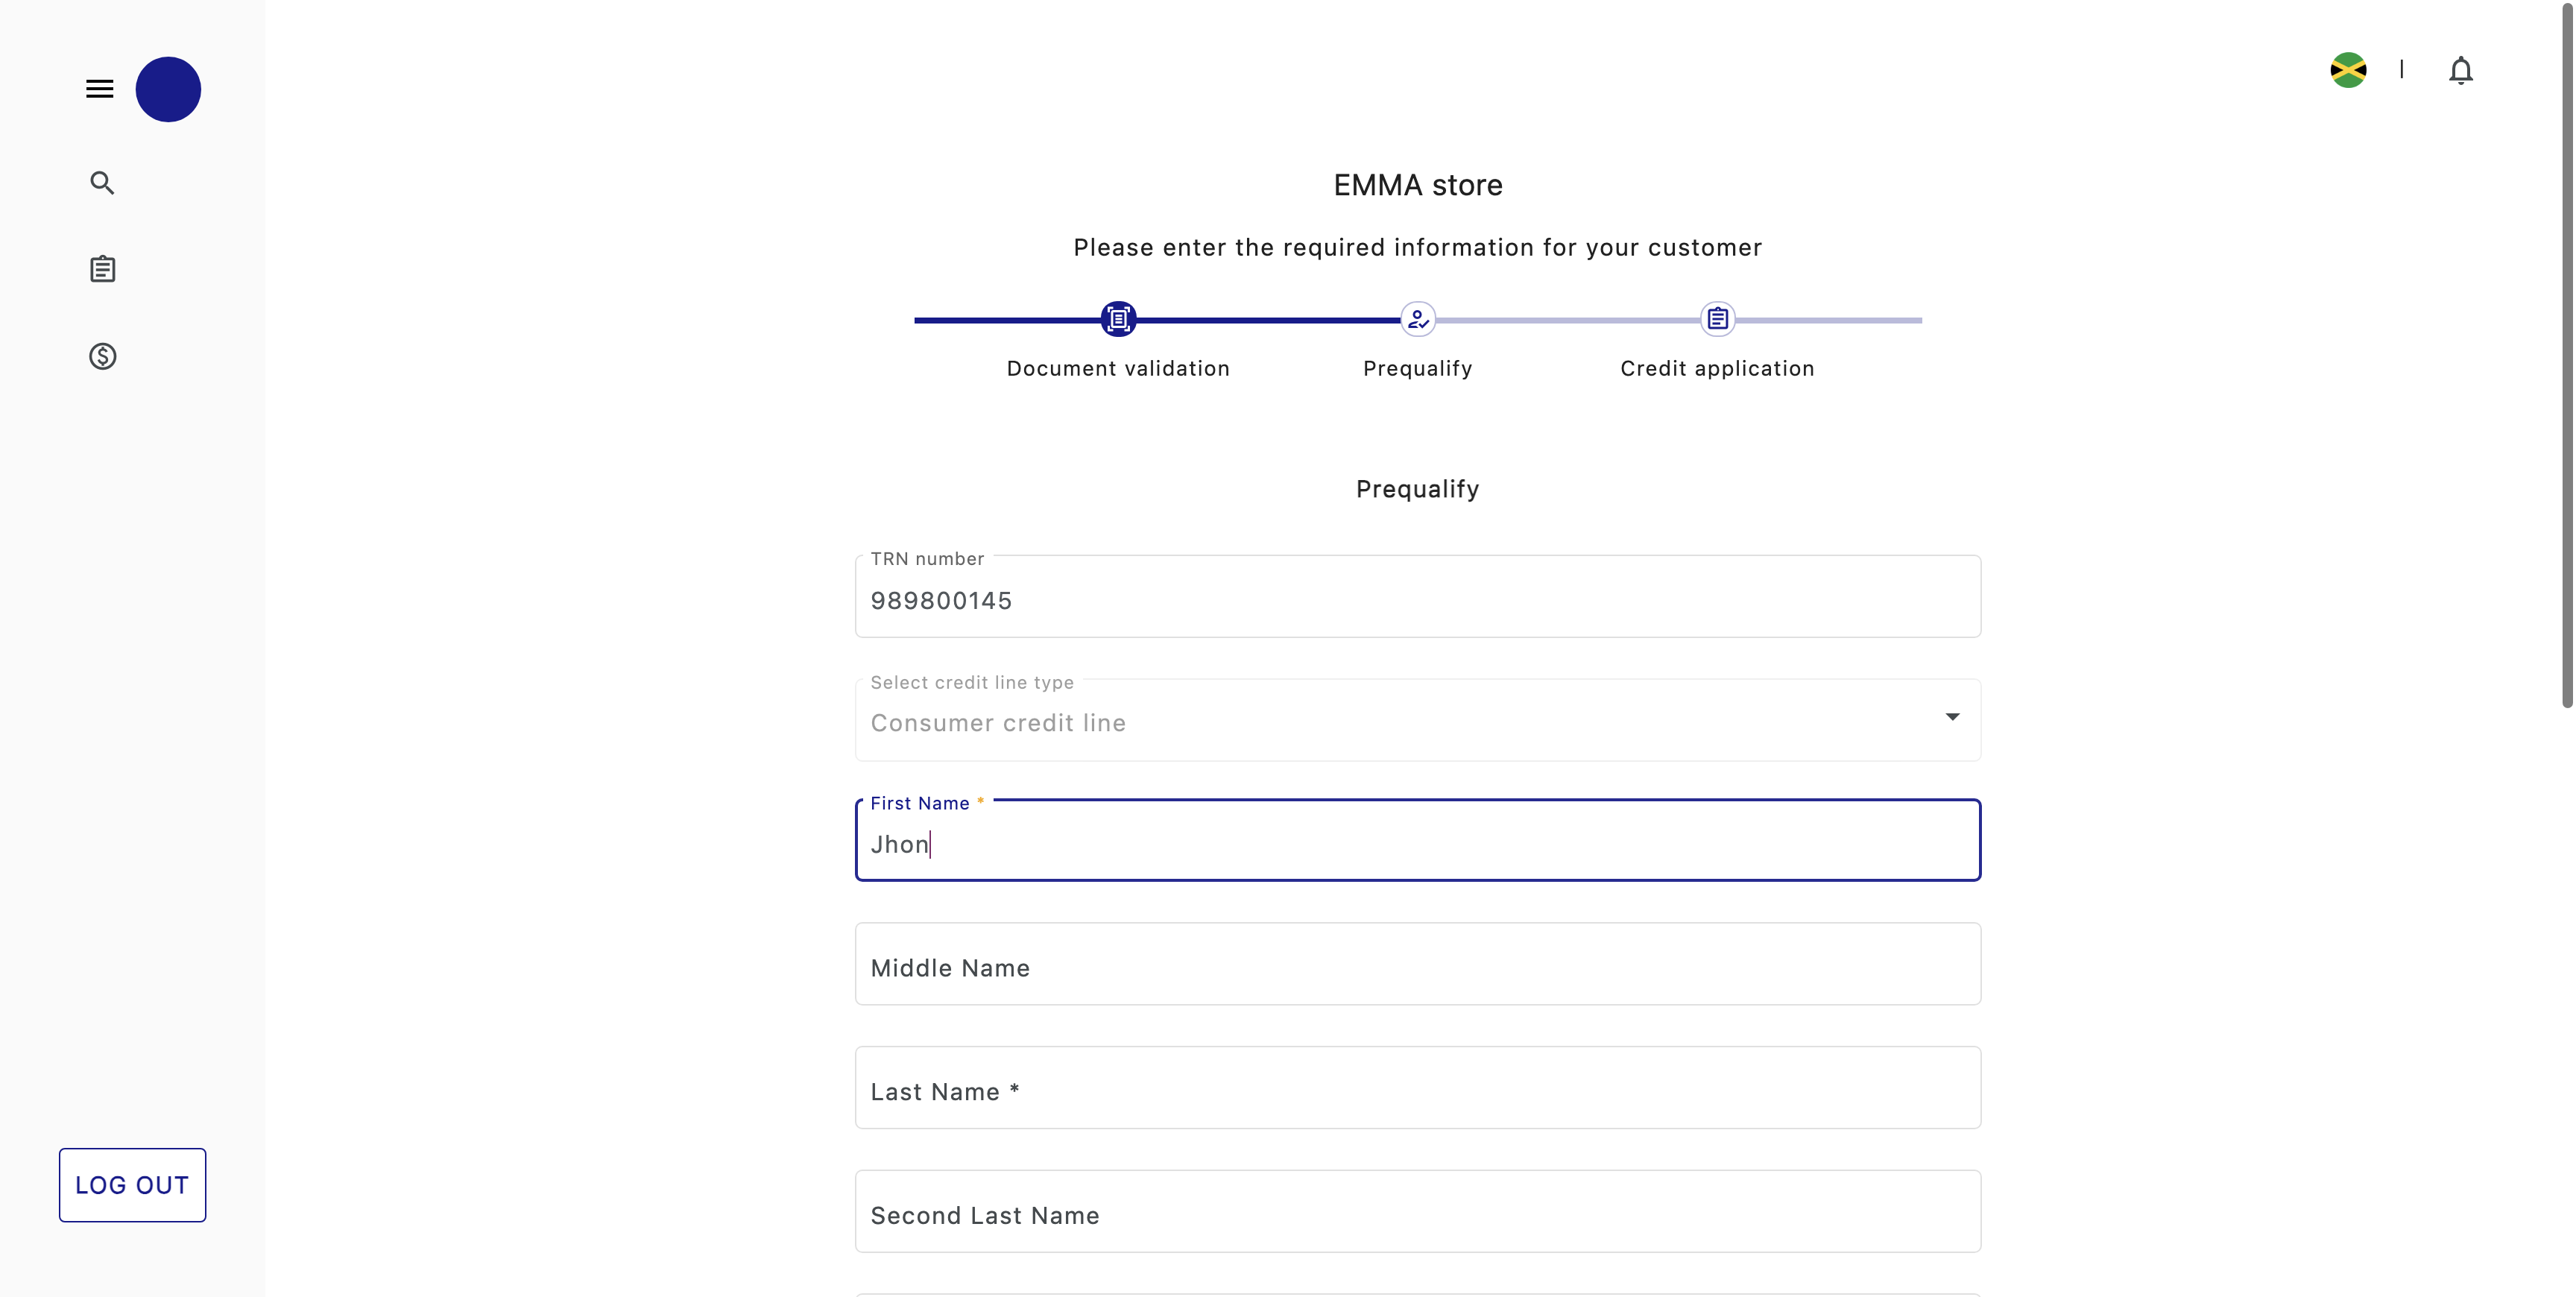 EMMA store
Please enter the required information for your customer
Document validation
Prequalify
Credit application
Prequalify
TRN number
989800145
Select credit line type
Consumer credit line
First Name *
Jhon
Middle Name
Last Name *
Second Last Name
LOG OUT